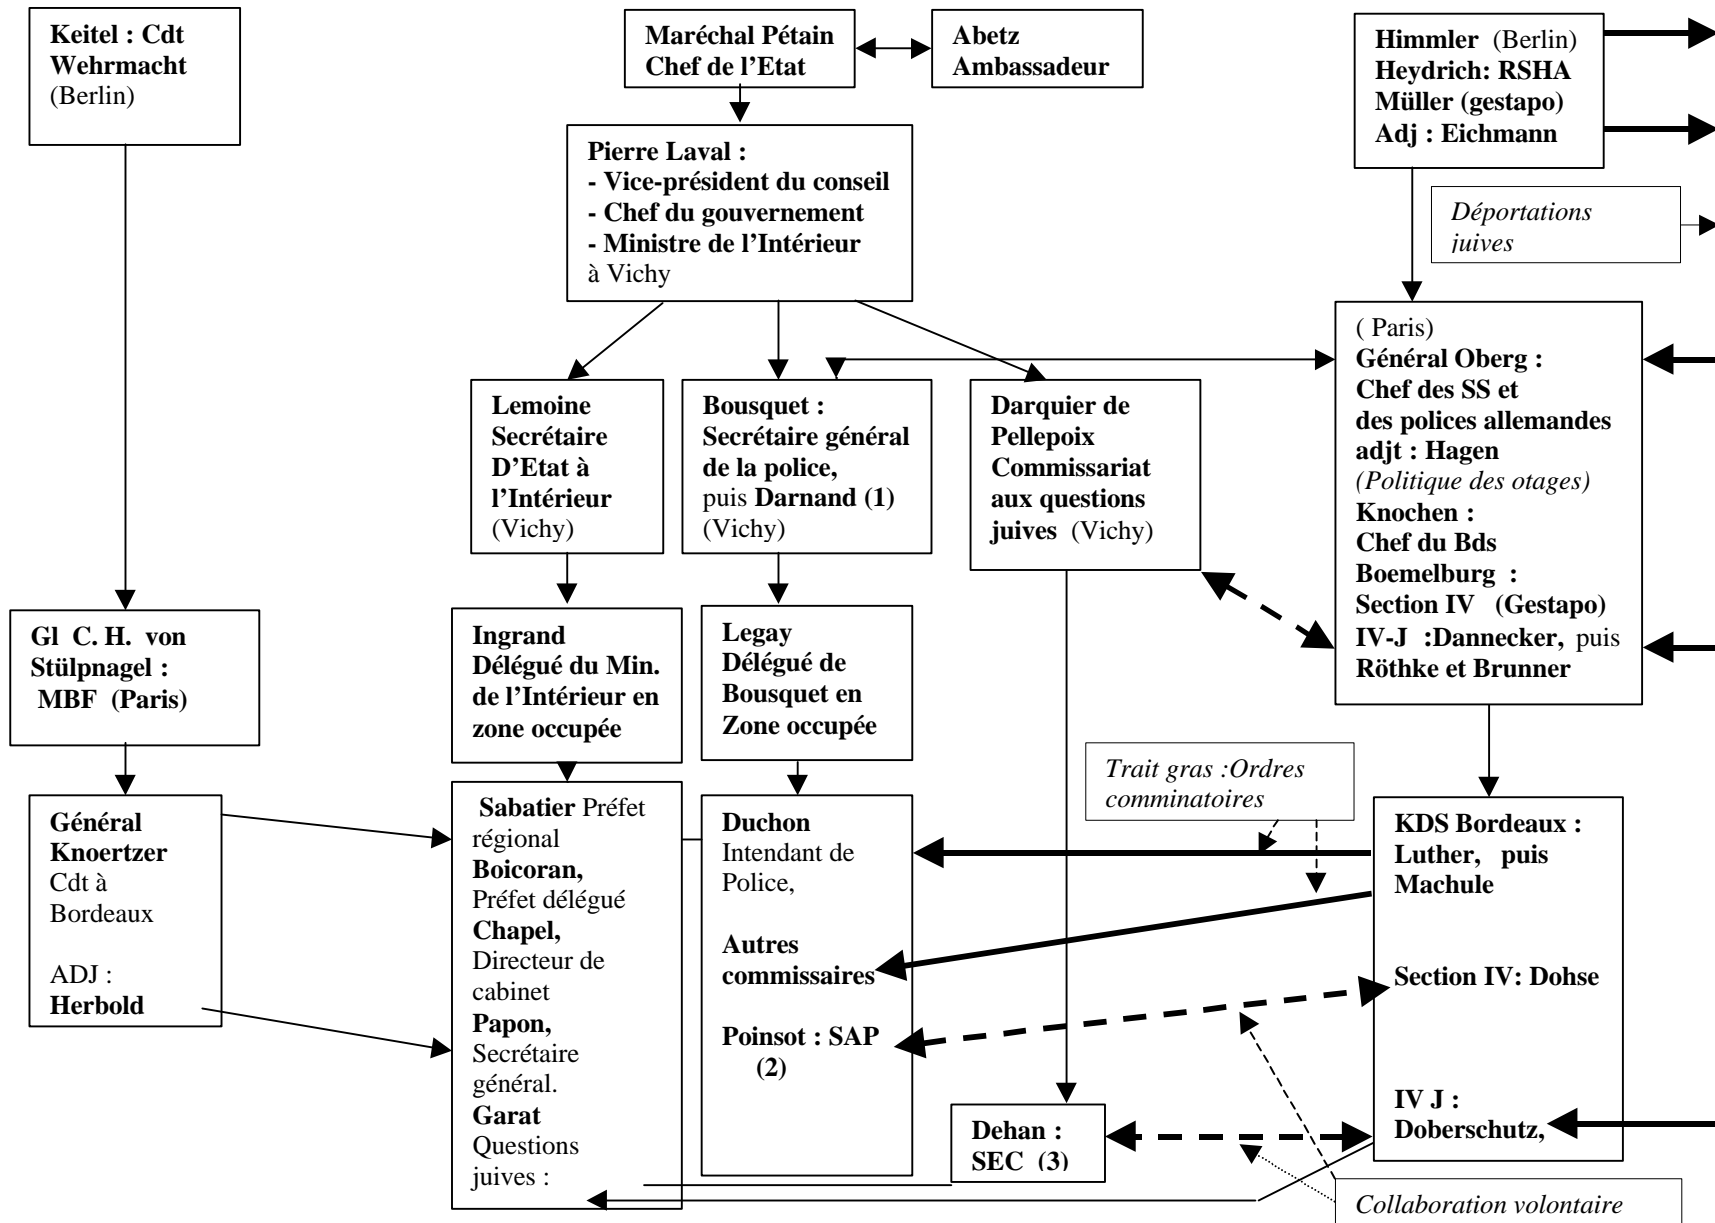 Keitel : Cdt
Wehrmacht
(Berlin)
Maréchal Pétain
Chef de l’Etat
Abetz
Ambassadeur
Himmler (Berlin)
Heydrich: RSHA
Müller (gestapo)
Adj : Eichmann
Pierre Laval :
- Vice-président du conseil
- Chef du gouvernement
- Ministre de l’Intérieur
à Vichy
Déportations
juives
Lemoine
Secrétaire
D’Etat à
l’Intérieur
(Vichy)
Bousquet :
Secrétaire général
de la police,
puis Darnand (1)
(Vichy)
Darquier de
Pellepoix
Commissariat
aux questions
juives (Vichy)
( Paris)
Général Oberg :
Chef des SS et
des polices allemandes
adjt : Hagen
(Politique des otages)
Knochen :
Chef du Bds
Boemelburg :
Section IV (Gestapo)
IV-J :Dannecker, puis
Röthke et Brunner
Gl C. H. von
Stülpnagel :
MBF (Paris)
Ingrand
Délégué du Min.
de l’Intérieur en
zone occupée
Legay
Délégué de
Bousquet en
Zone occupée
Trait gras :Ordres
comminatoires
Général
Knoertzer
Cdt à
Bordeaux
ADJ :
Herbold
Sabatier Préfet
régional
Boicoran,
Préfet délégué
Chapel,
Directeur de
cabinet
Papon,
Secrétaire
général.
Garat
Questions
juives :
Duchon
Intendant de
Police,
Autres
commissaires
Poinsot : SAP
(2)
Dehan :
SEC (3)
KDS Bordeaux :
Luther, puis
Machule
Section IV: Dohse
IV J :
Doberschutz,
Collaboration volontaire